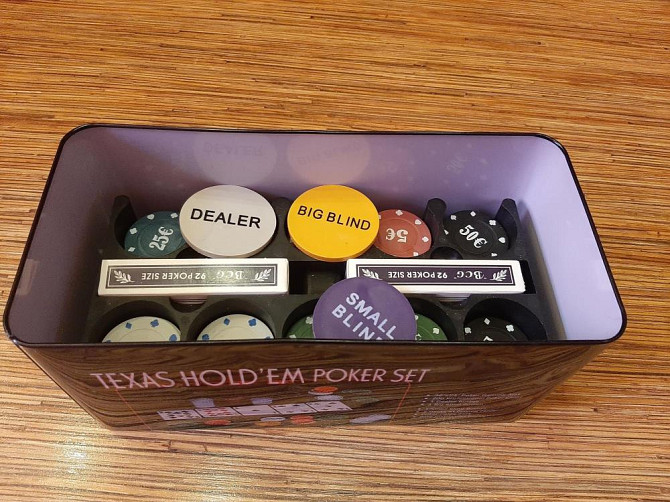 DEALER
BIG BLIND
25€
5€
50€
92 POKER SIZE "BCG"
92 POKER SIZE "BCG"
SMALL
BLIND
TEXAS HOLD'EM POKER SET